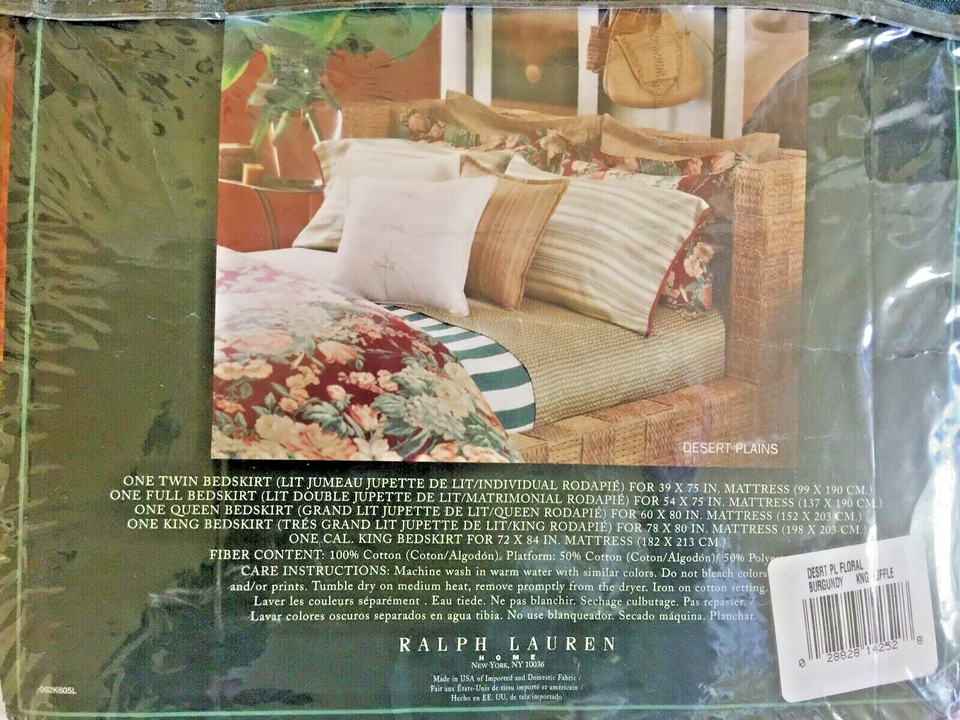 DESERT PLAINS
ONE TWIN BEDSKIRT (LIT JUMEAU JUPETTE DE LIT/INDIVIDUAL RODAPIÉ) FOR 39 X 75 IN. MATTRESS (99 X 190 CM.)
ONE FULL BEDSKIRT (LIT DOUBLE JUPETTE DE LIT/MATRIMONIAL RODAPIÉ) FOR 54 X 75 IN. MATTRESS (137 X 190 CM.)
ONE QUEEN BEDSKIRT (GRAND LIT JUPETTE DE LIT/QUEEN RODAPIÉ) FOR 60 X 80 IN. MATTRESS (152 X 203 CM.)
ONE KING BEDSKIRT (TRÉS GRAND LIT JUPETTE DE LIT/KING RODAPIÉ) FOR 78 X 80 IN. MATTRESS (198 X 203 CM.)
ONE CAL. KING BEDSKIRT FOR 72 X 84 IN. MATTRESS (182 X 213 CM.)
FIBER CONTENT: 100% Cotton (Coton/Algodón). Platform: 50% Cotton (Coton/Algodón)/ 50%
CARE INSTRUCTIONS: Machine wash in warm water with similar colors. Do not bleach colors
and/or prints. Tumble dry on medium heat, remove promptly from the dryer. Iron on cotton setting.
Laver les couleurs séparément . Eau tiede. Ne pas blanchir. Sechage culbutage. Pas repasser. /
Lavar colores oscuros separados en agua tibia. No use blanqueador. Secado máquina. Planchar.
RALPH LAUREN
HOME
NEW YORK, NY 10036
Made in USA of Imported and Domestic Fabric /
Fait aux États-Unis de tissu importé et américain /
Hecho en EE. UU. de tela importado
002K605L
DESRT PL FLORAL
BURGUNDY KING RUFFLE
0 28828 14252 8